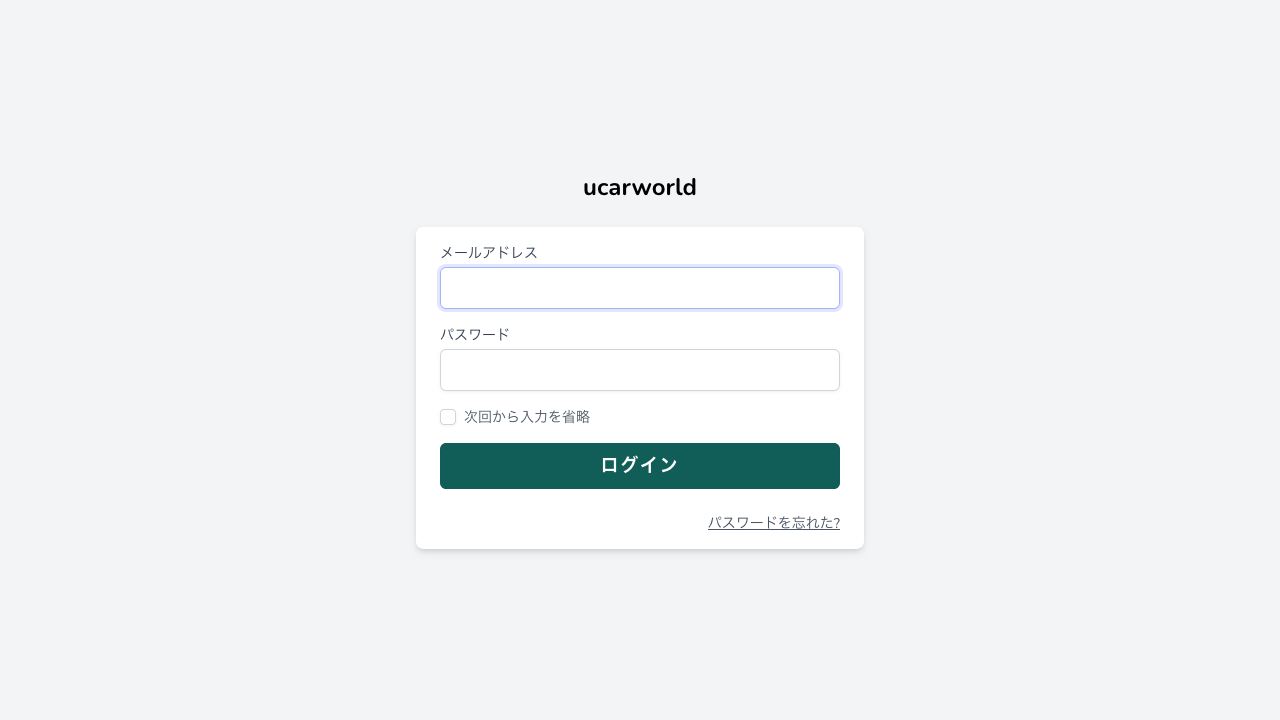 ucarworld
メールアドレス
パスワード
次回から入力を省略
ログイン
パスワードを忘れた?